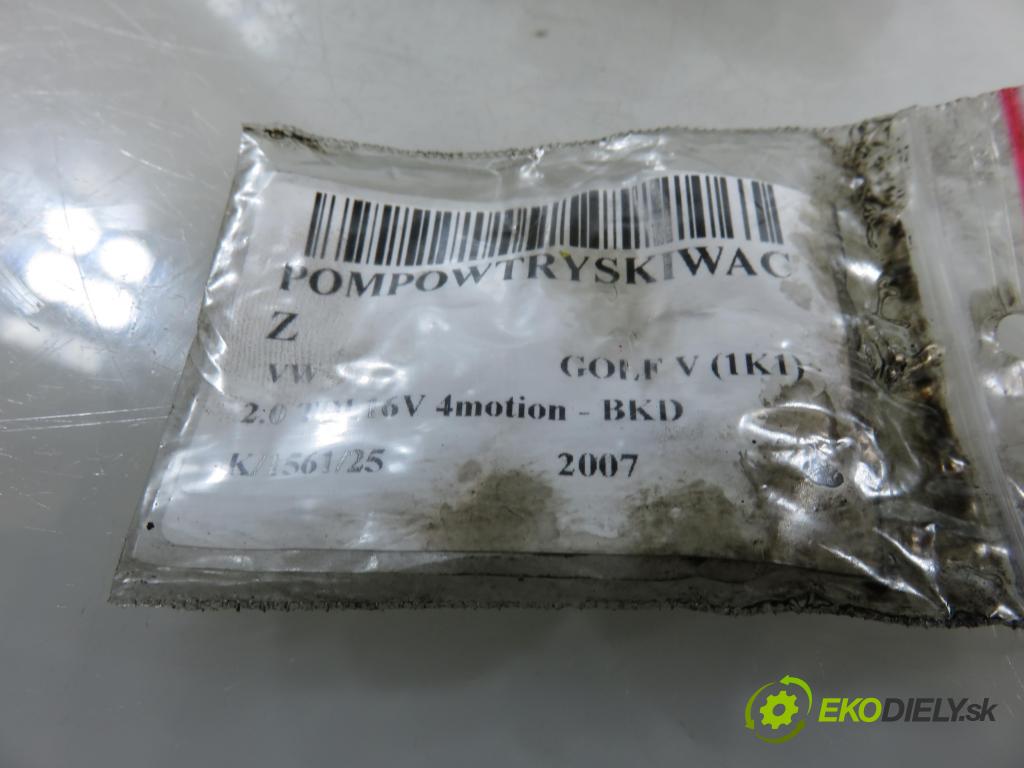 POMPOWTRYSKIWAC
Z
VW GOLF V (1K1)
2.0 16V 4motion - BKD
K/1561/25 2007
EKODIELY.sk